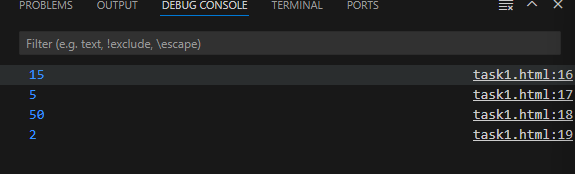 PROBLEMS OUTPUT DEBUG CONSOLE TERMINAL PORTS
Filter (e.g. text, !exclude, \escape)
15 task1.html:16
5 task1.html:17
50 task1.html:18
2 task1.html:19